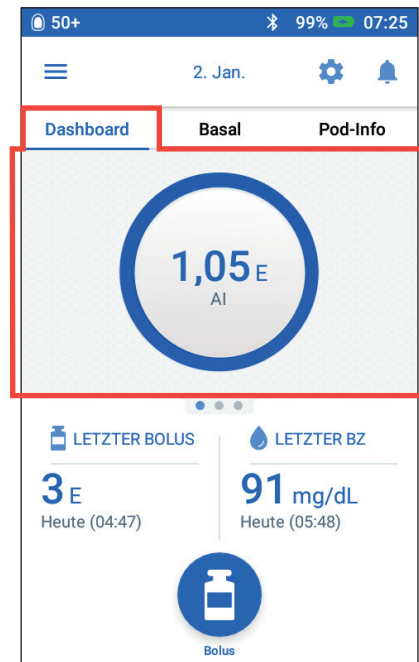 50+ 99% 07:25
2. Jan.
Dashboard Basal Pod-Info
1,05 E
AI
LETZTER BOLUS LETZTER BZ
3 E 91 mg/dL
Heute (04:47) Heute (05:48)
Bolus